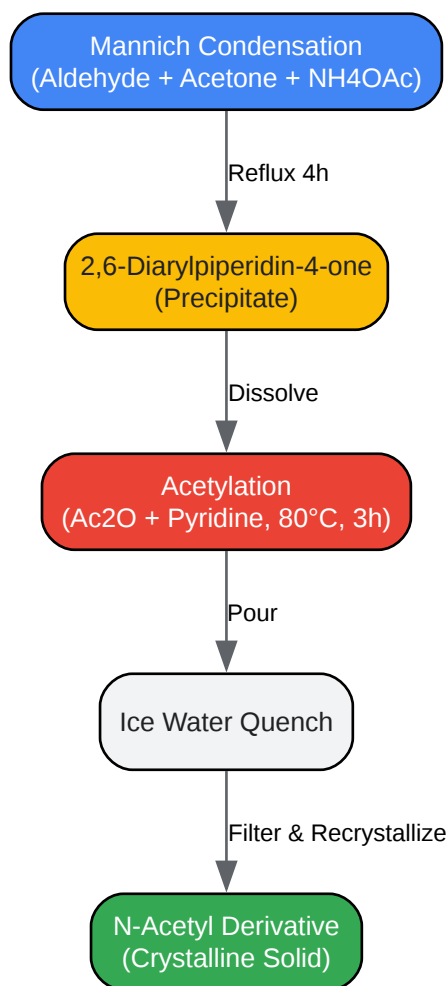 Mannich Condensation
(Aldehyde + Acetone + NH4OAc)
Reflux 4h
2,6-Diarylpiperidin-4-one
(Precipitate)
Dissolve
Acetylation
(Ac2O + Pyridine, 80°C, 3h)
Pour
Ice Water Quench
Filter & Recrystallize
N-Acetyl Derivative
(Crystalline Solid)